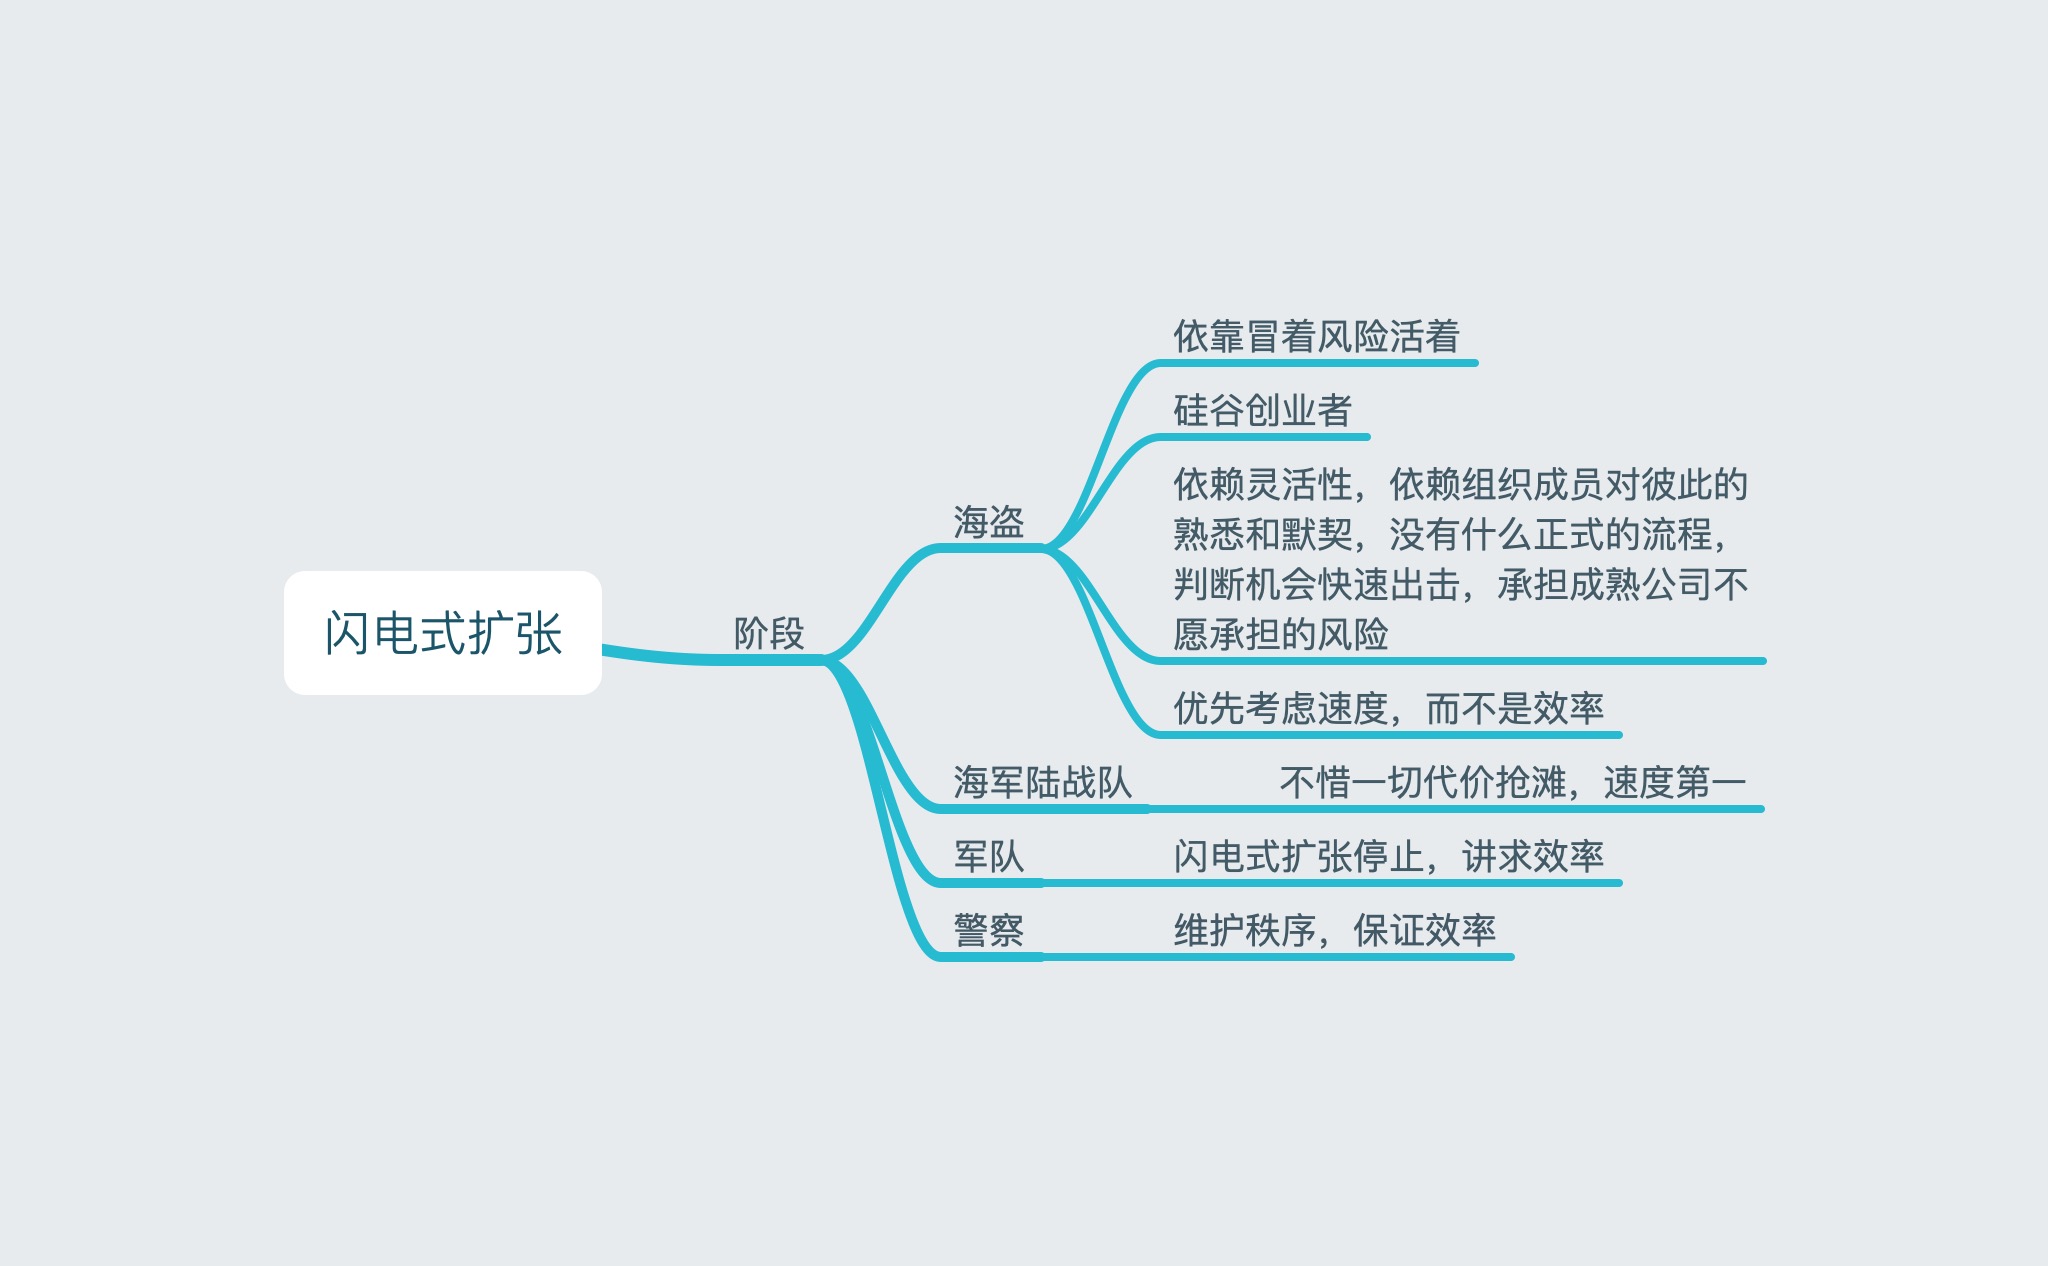 闪电式扩张
阶段
海盗
依靠冒着风险活着
硅谷创业者
依赖灵活性，依赖组织成员对彼此的
熟悉和默契，没有什么正式的流程，
判断机会快速出击，承担成熟公司不
愿承担的风险
优先考虑速度，而不是效率
海军陆战队
不惜一切代价抢滩，速度第一
军队
闪电式扩张停止，讲求效率
警察
维护秩序，保证效率